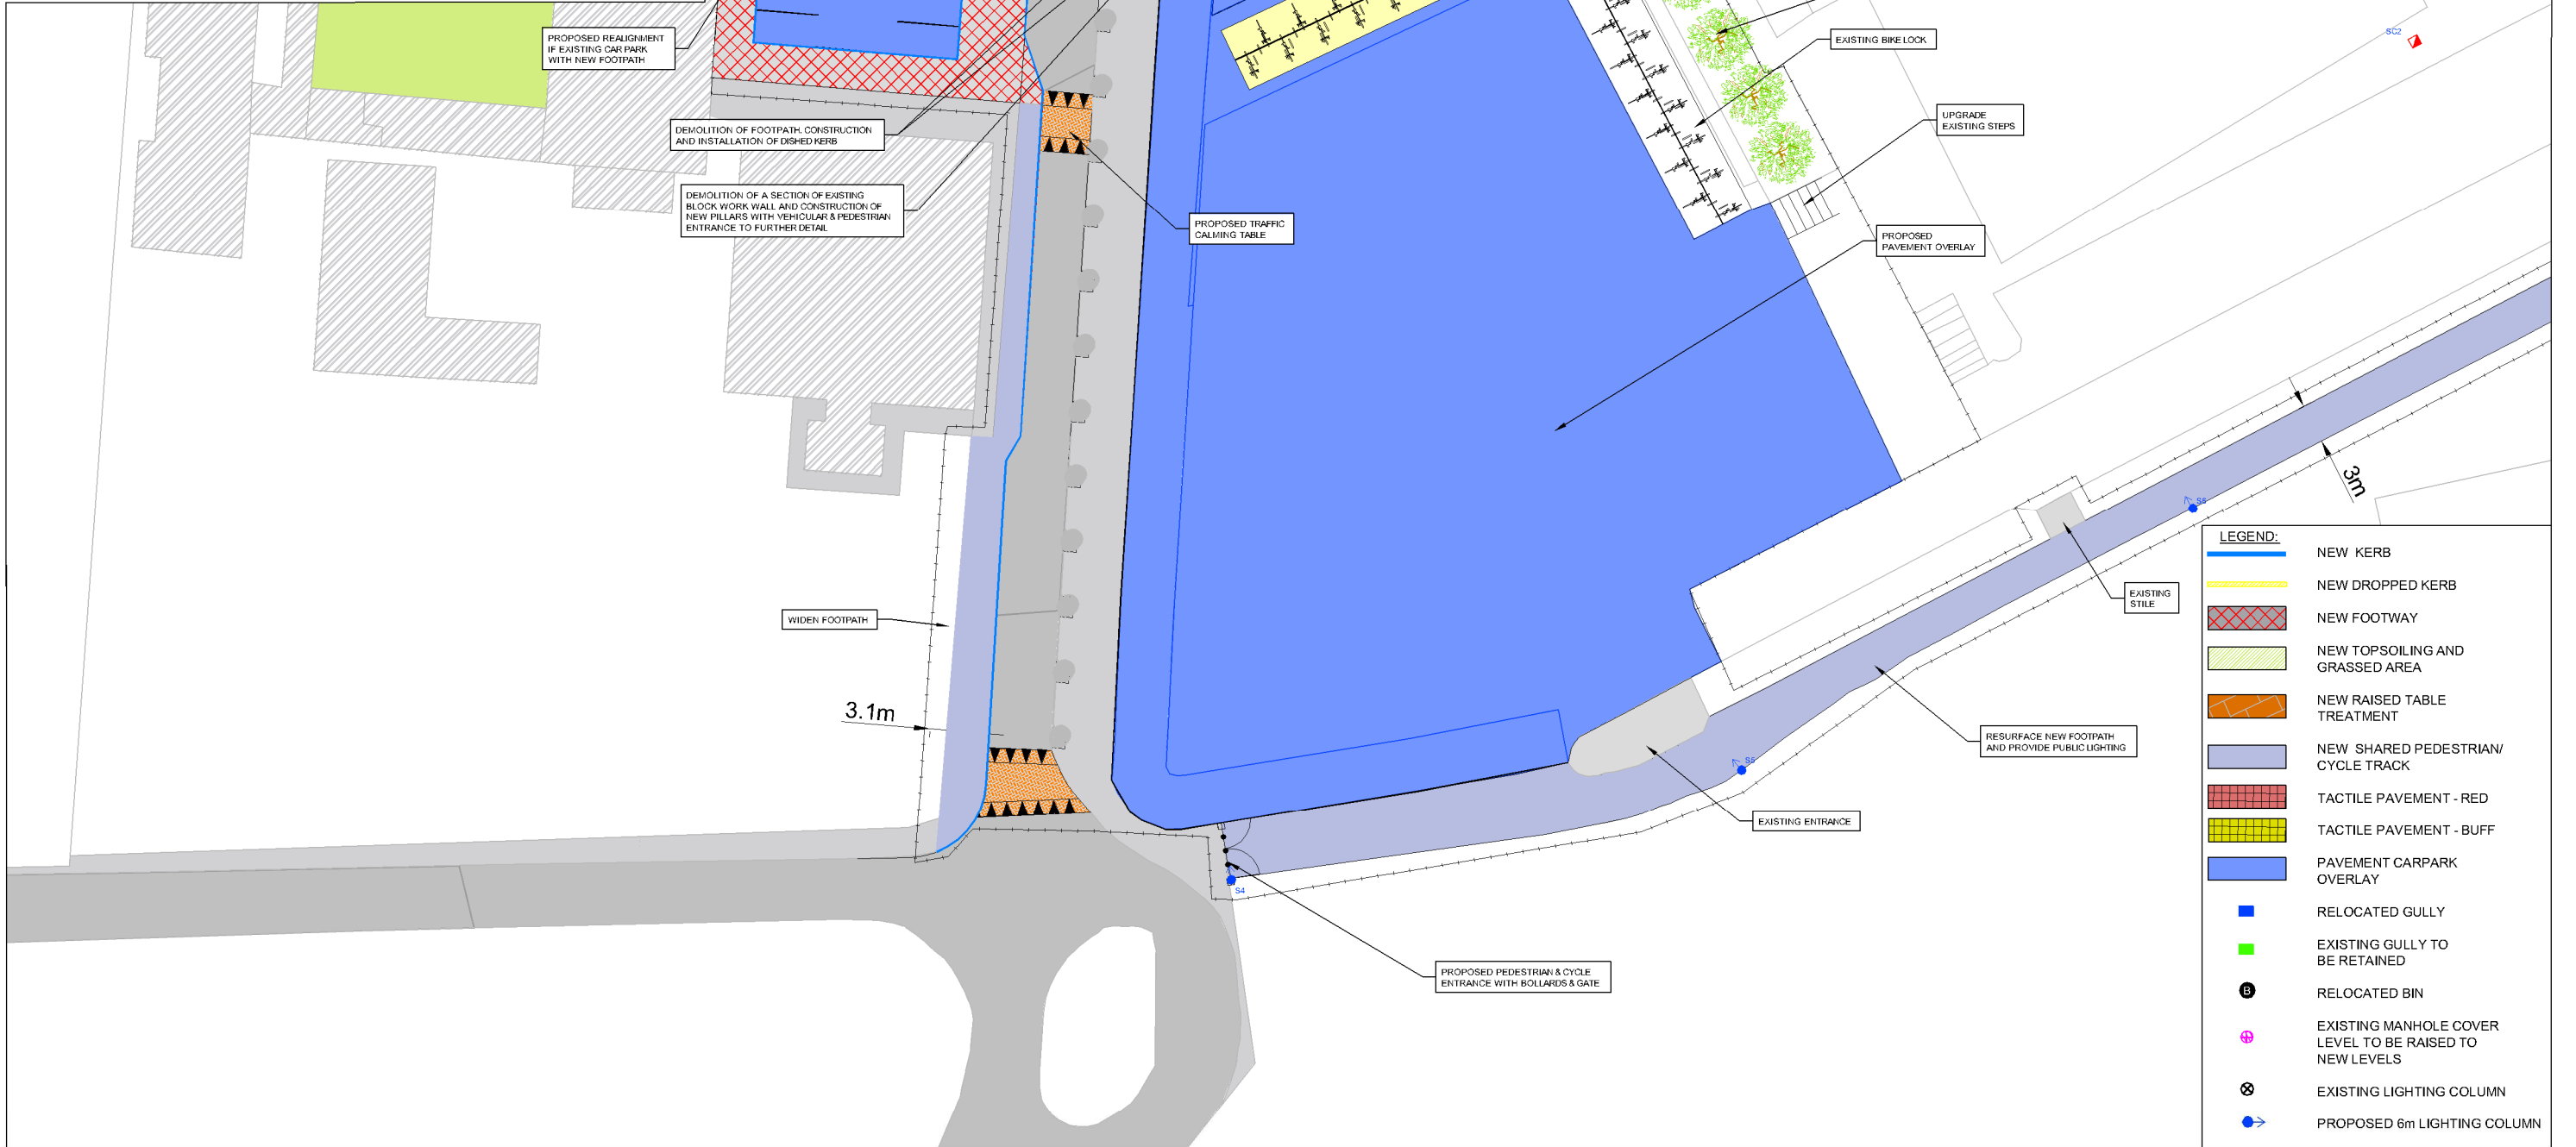 PROPOSED REALIGNMENT
IF EXISTING CAR PARK
WITH NEW FOOTPATH
EXISTING BIKE LOCK
SC2
DEMOLITION OF FOOTPATH. CONSTRUCTION
AND INSTALLATION OF DISHED KERB
UPGRADE
EXISTING STEPS
DEMOLITION OF A SECTION OF EXISTING
BLOCK WORK WALL AND CONSTRUCTION OF
NEW PILLARS WITH VEHICULAR & PEDESTRIAN
ENTRANCE TO FURTHER DETAIL
PROPOSED TRAFFIC
CALMING TABLE
PROPOSED
PAVEMENT OVERLAY
3m
S6
EXISTING
STILE
WIDEN FOOTPATH
3.1m
RESURFACE NEW FOOTPATH
AND PROVIDE PUBLIC LIGHTING
S5
EXISTING ENTRANCE
S4
PROPOSED PEDESTRIAN & CYCLE
ENTRANCE WITH BOLLARDS & GATE
LEGEND:
NEW KERB
NEW DROPPED KERB
NEW FOOTWAY
NEW TOPSOILING AND
GRASSED AREA
NEW RAISED TABLE
TREATMENT
NEW SHARED PEDESTRIAN/
CYCLE TRACK
TACTILE PAVEMENT - RED
TACTILE PAVEMENT - BUFF
PAVEMENT CARPARK
OVERLAY
RELOCATED GULLY
EXISTING GULLY TO
BE RETAINED
B
RELOCATED BIN
EXISTING MANHOLE COVER
LEVEL TO BE RAISED TO
NEW LEVELS
EXISTING LIGHTING COLUMN
PROPOSED 6m LIGHTING COLUMN